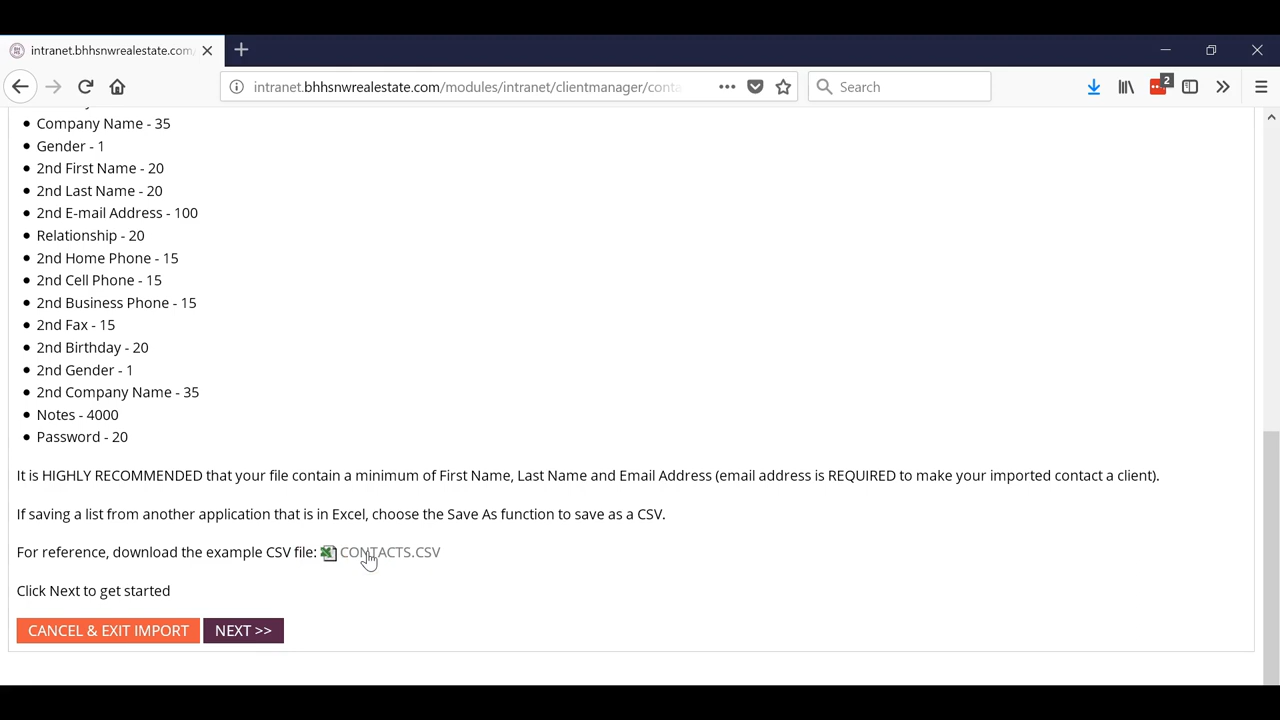 intranet.bhhsnwrealestate.com/
intranet.bhhsnwrealestate.com/modules/intranet/clientmanager/conta
Search
2
Company Name - 35
Gender - 1
2nd First Name - 20
2nd Last Name - 20
2nd E-mail Address - 100
Relationship - 20
2nd Home Phone - 15
2nd Cell Phone - 15
2nd Business Phone - 15
2nd Fax - 15
2nd Birthday - 20
2nd Gender - 1
2nd Company Name - 35
Notes - 4000
Password - 20
It is HIGHLY RECOMMENDED that your file contain a minimum of First Name, Last Name and Email Address (email address is REQUIRED to make your imported contact a client).
If saving a list from another application that is in Excel, choose the Save As function to save as a CSV.
For reference, download the example CSV file: CONTACTS.CSV
Click Next to get started
CANCEL & EXIT IMPORT NEXT >>